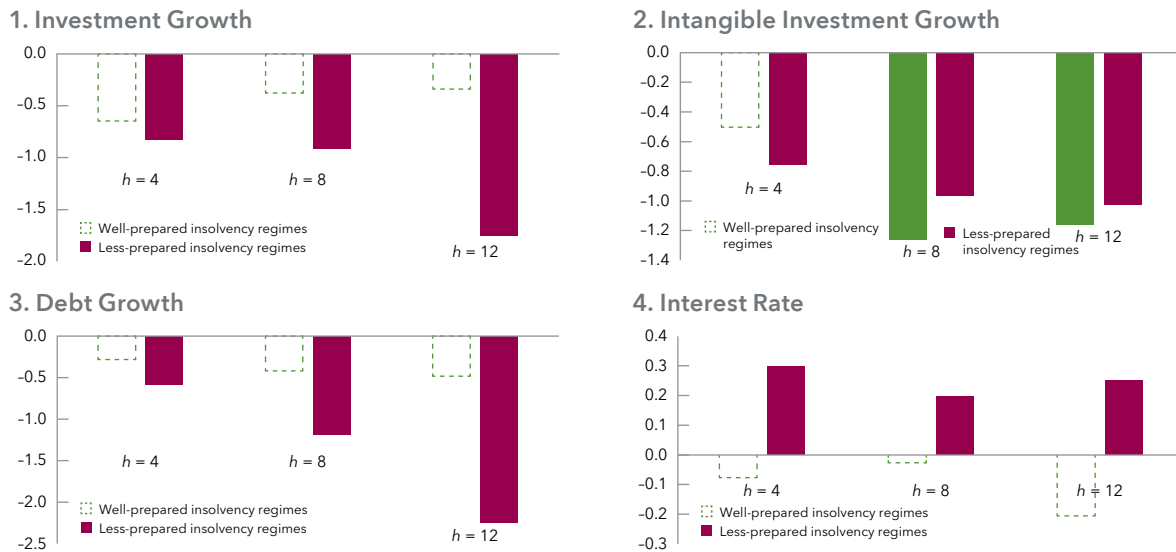 1. Investment Growth
0.0
–0.5
–1.0
–1.5
–2.0
h = 4
h = 8
h = 12
Well-prepared insolvency regimes
Less-prepared insolvency regimes
2. Intangible Investment Growth
0.0
–0.2
–0.4
–0.6
–0.8
–1.0
–1.2
–1.4
h = 4
h = 8
h = 12
Well-prepared insolvency
regimes
Less-prepared
insolvency regimes
3. Debt Growth
0.0
–0.5
–1.0
–1.5
–2.0
–2.5
h = 4
h = 8
h = 12
Well-prepared insolvency regimes
Less-prepared insolvency regimes
4. Interest Rate
0.4
0.3
0.2
0.1
0.0
–0.1
–0.2
–0.3
h = 4
h = 8
h = 12
Well-prepared insolvency regimes
Less-prepared insolvency regimes